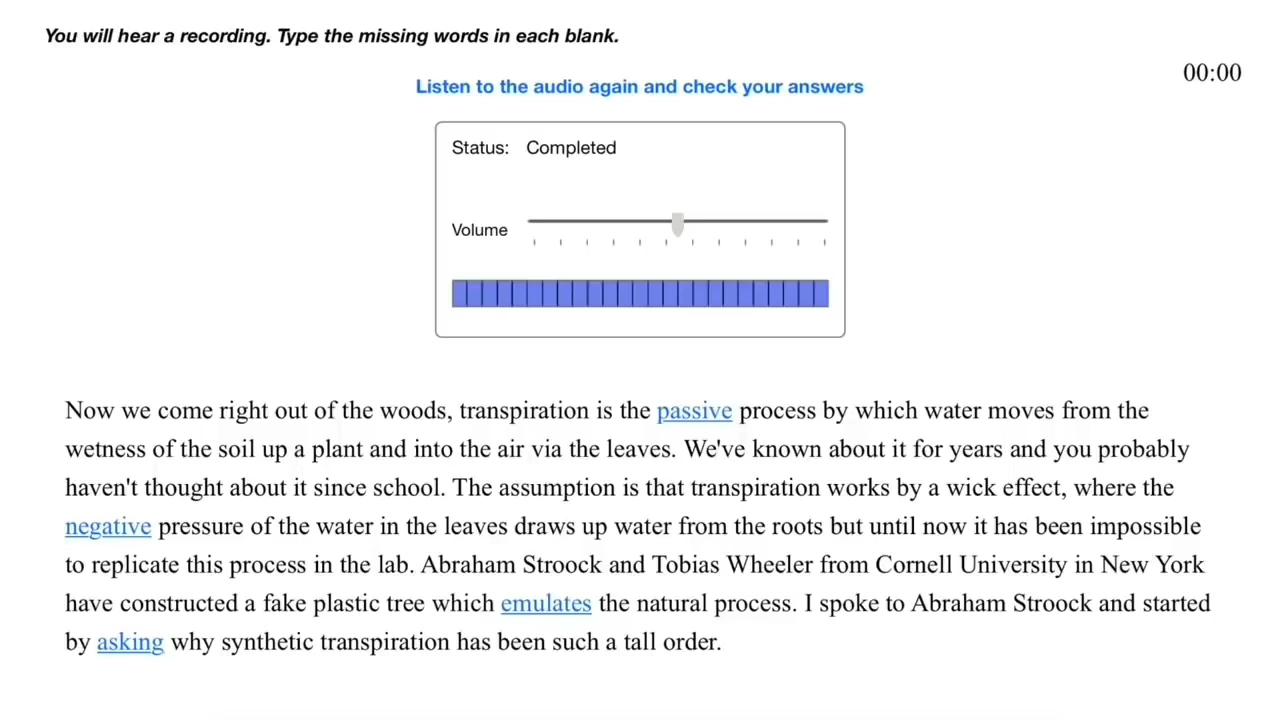 You will hear a recording. Type the missing words in each blank.
00:00
Listen to the audio again and check your answers
Status: Completed
Volume
Now we come right out of the woods, transpiration is the passive process by which water moves from the
wetness of the soil up a plant and into the air via the leaves. We've known about it for years and you probably
haven't thought about it since school. The assumption is that transpiration works by a wick effect, where the
negative pressure of the water in the leaves draws up water from the roots but until now it has been impossible
to replicate this process in the lab. Abraham Stroock and Tobias Wheeler from Cornell University in New York
have constructed a fake plastic tree which emulates the natural process. I spoke to Abraham Stroock and started
by asking why synthetic transpiration has been such a tall order.